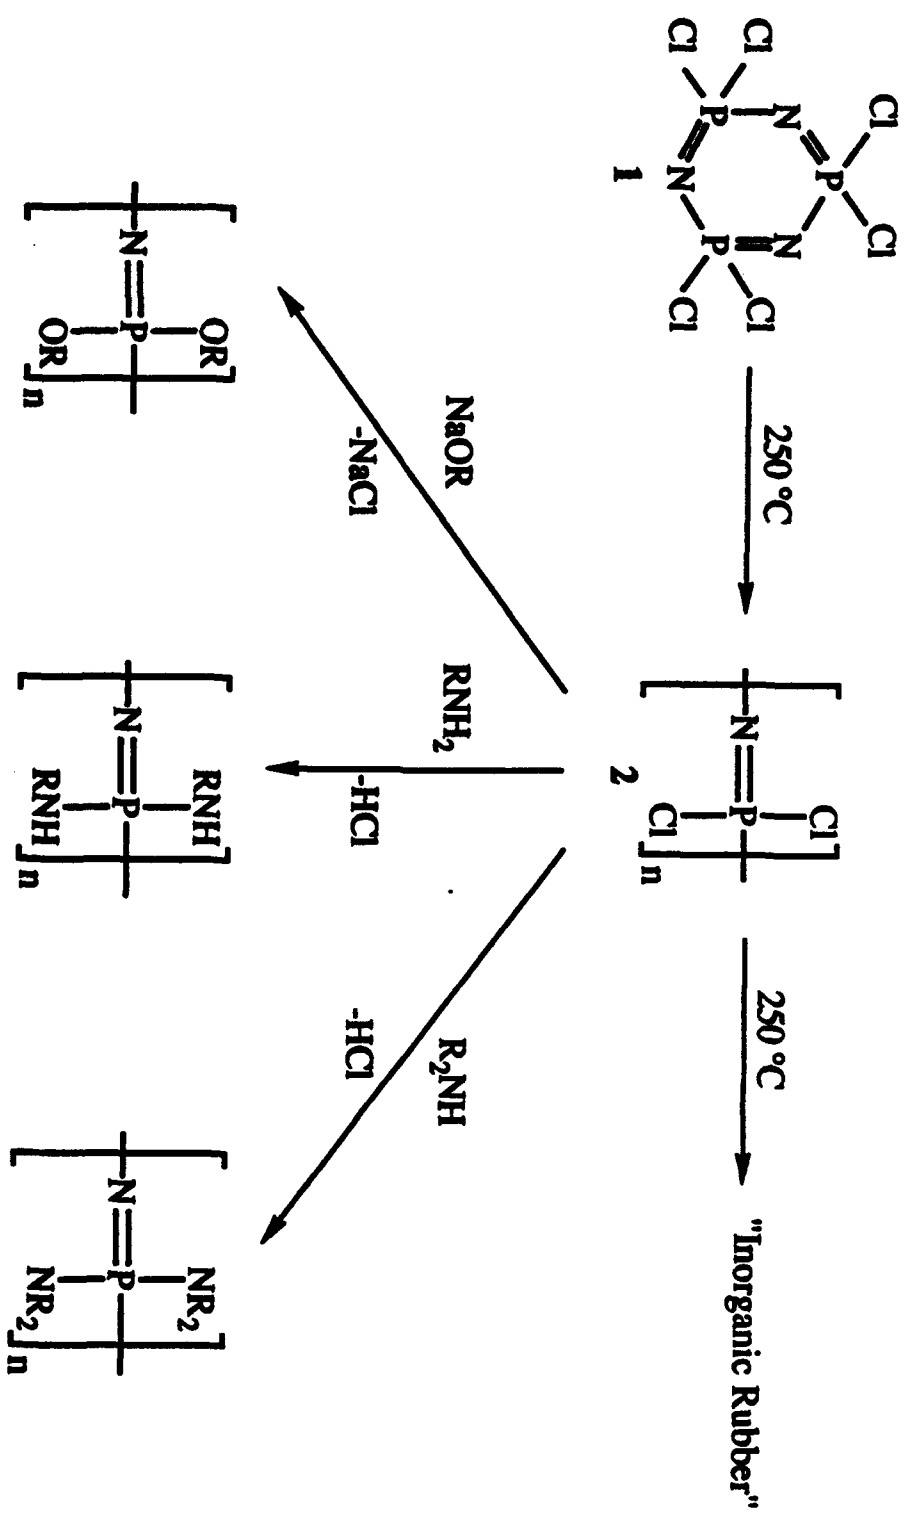 Cl Cl
P
Cl N N Cl 250 °C Cl 250 °C
Cl P P Cl N P "Inorganic Rubber"
N Cl n
1 2
NaOR RNH2 R2NH
-NaCl -HCl -HCl
OR RNH NR2
N P N P N P
OR n RNH n NR2 n